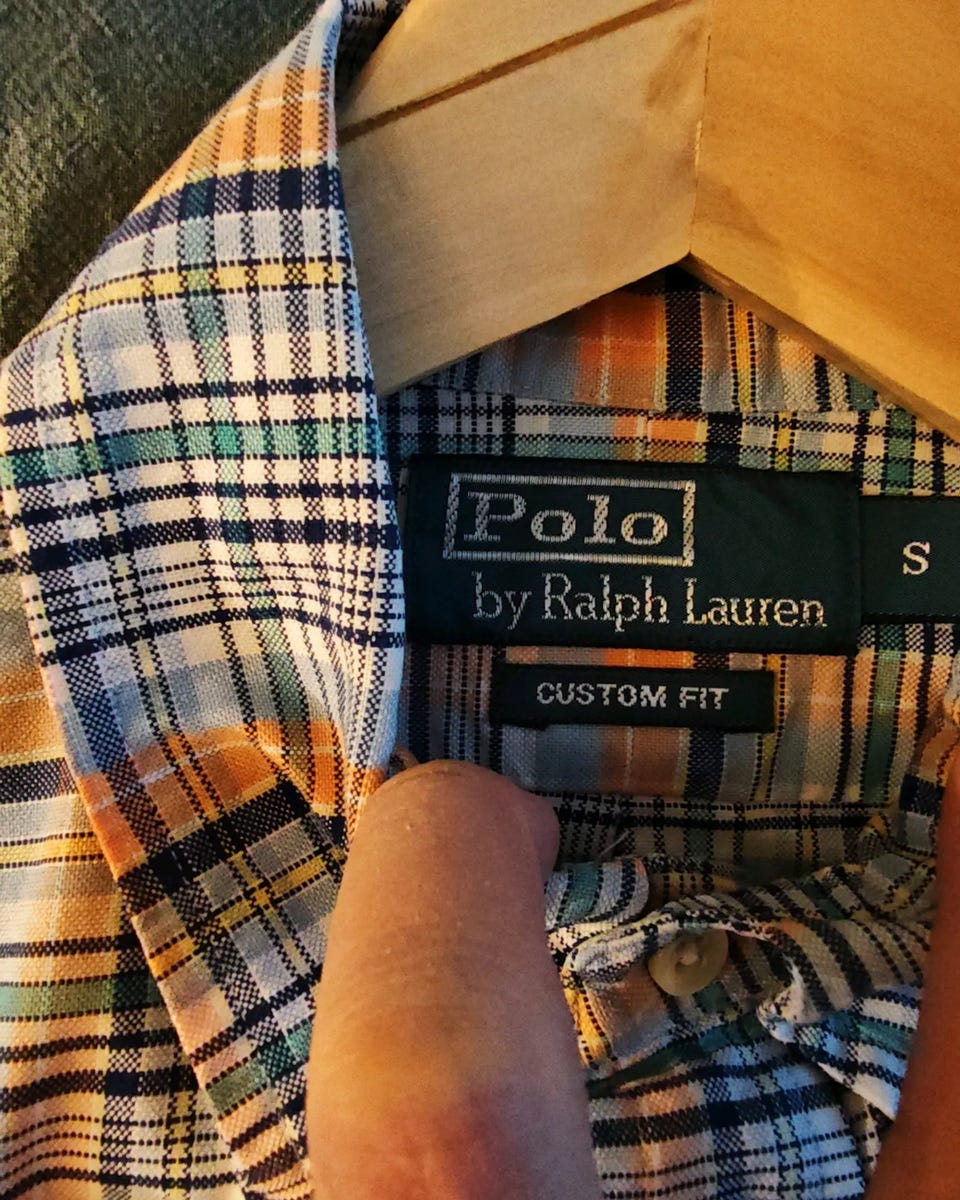 Polo
by Ralph Lauren
S
CUSTOM FIT